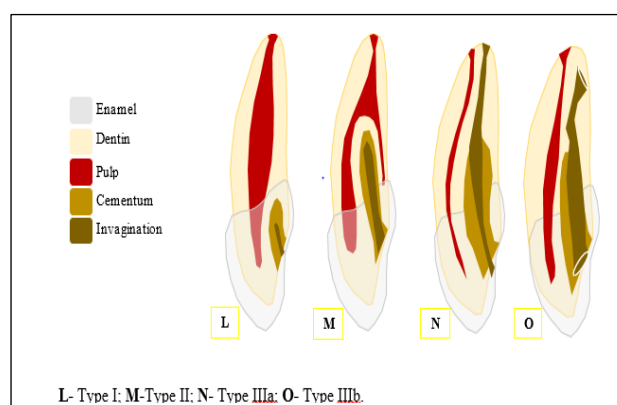 Enamel
Dentin
Pulp
Cementum
Invagination
L
M
N
O
L- Type I; M-Type II; N- Type IIIa; O- Type IIIb.